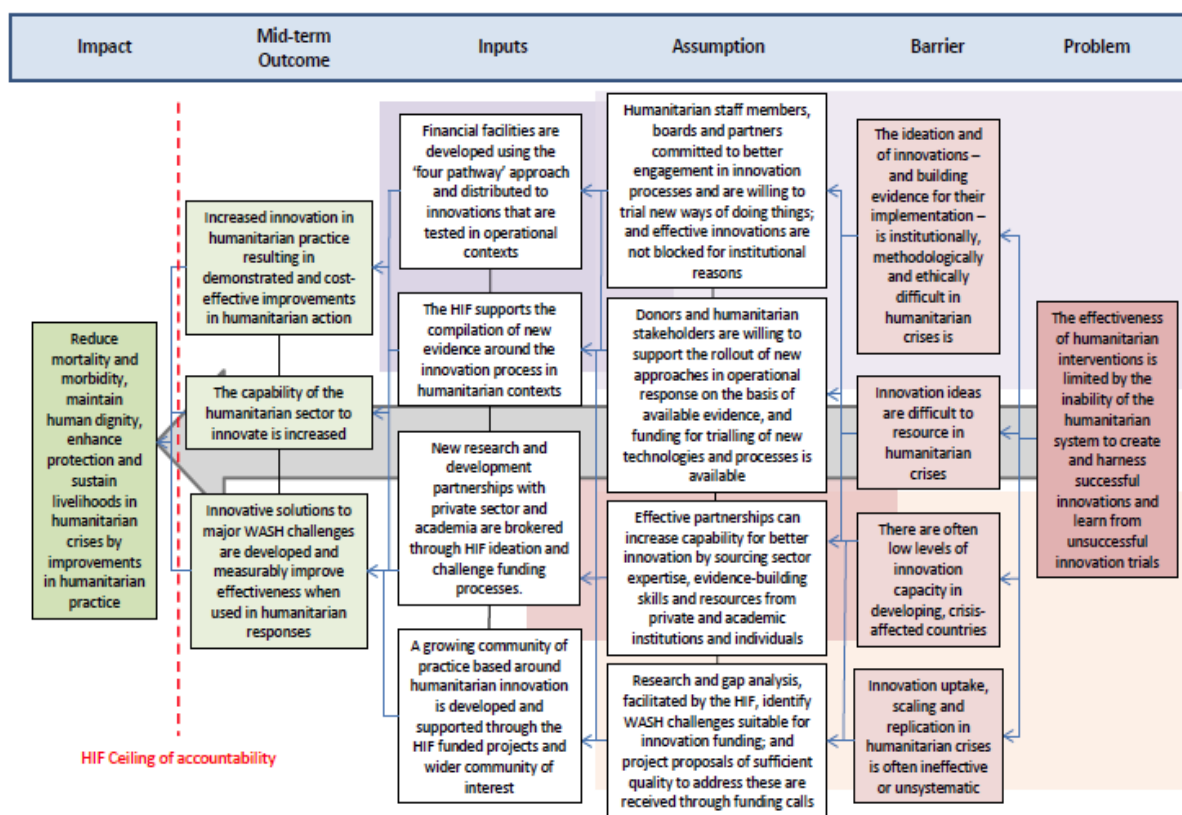 Impact
Mid-term
Outcome
Inputs
Assumption
Barrier
Problem
Reduce
mortality and
morbidity,
maintain
human dignity,
enhance
protection and
sustain
livelihoods in
humanitarian
crises by
improvements
in humanitarian
practice
HIF Ceiling of accountability
Increased innovation in
humanitarian practice
resulting in
demonstrated and cost-
effective improvements
in humanitarian action
The capability of the
humanitarian sector to
innovate is increased
Innovative solutions to
major WASH challenges
are developed and
measurably improve
effectiveness when
used in humanitarian
responses
Financial facilities are
developed using the
‘four pathway’ approach
and distributed to
innovations that are
tested in operational
contexts
The HIF supports the
compilation of new
evidence around the
innovation process in
humanitarian contexts
New research and
development
partnerships with
private sector and
academia are brokered
through HIF ideation and
challenge funding
processes.
A growing community of
practice based around
humanitarian innovation
is developed and
supported through the
HIF funded projects and
wider community of
interest
Humanitarian staff members,
boards and partners
committed to better
engagement in innovation
processes and are willing to
trial new ways of doing things;
and effective innovations are
not blocked for institutional
reasons
Donors and humanitarian
stakeholders are willing to
support the rollout of new
approaches in operational
response on the basis of
available evidence, and
funding for trialling of new
technologies and processes is
available
Effective partnerships can
increase capability for better
innovation by sourcing sector
expertise, evidence-building
skills and resources from
private and academic
institutions and individuals
Research and gap analysis,
facilitated by the HIF, identify
WASH challenges suitable for
innovation funding; and
project proposals of sufficient
quality to address these are
received through funding calls
The ideation and
of innovations –
and building
evidence for their
implementation –
is institutionally,
methodologically
and ethically
difficult in
humanitarian
crises is
Innovation ideas
are difficult to
resource in
humanitarian
crises
There are often
low levels of
innovation
capacity in
developing, crisis-
affected countries
Innovation uptake,
scaling and
replication in
humanitarian crises
is often ineffective
or unsystematic
The effectiveness
of humanitarian
interventions is
limited by the
inability of the
humanitarian
system to create
and harness
successful
innovations and
learn from
unsuccessful
innovation trials